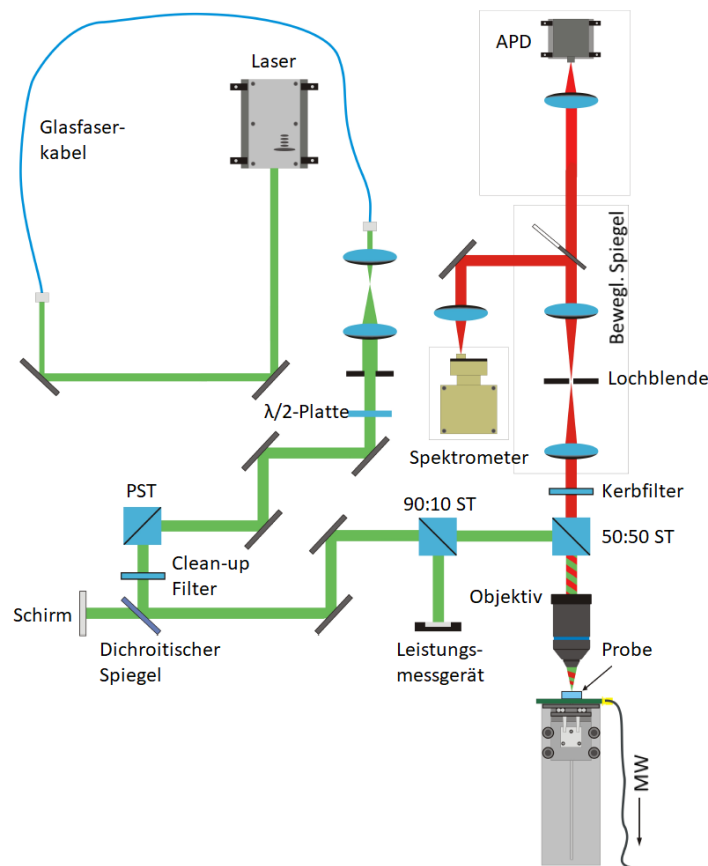 APD
Laser
Glasfaser-
kabel
Bewegl. Spiegel
Lochblende
λ/2-Platte
Spektrometer
Kerbfilter
PST
90:10 ST
50:50 ST
Clean-up
Filter
Objektiv
Schirm
Dichroitischer
Spiegel
Leistungs-
messgerät
Probe
MW